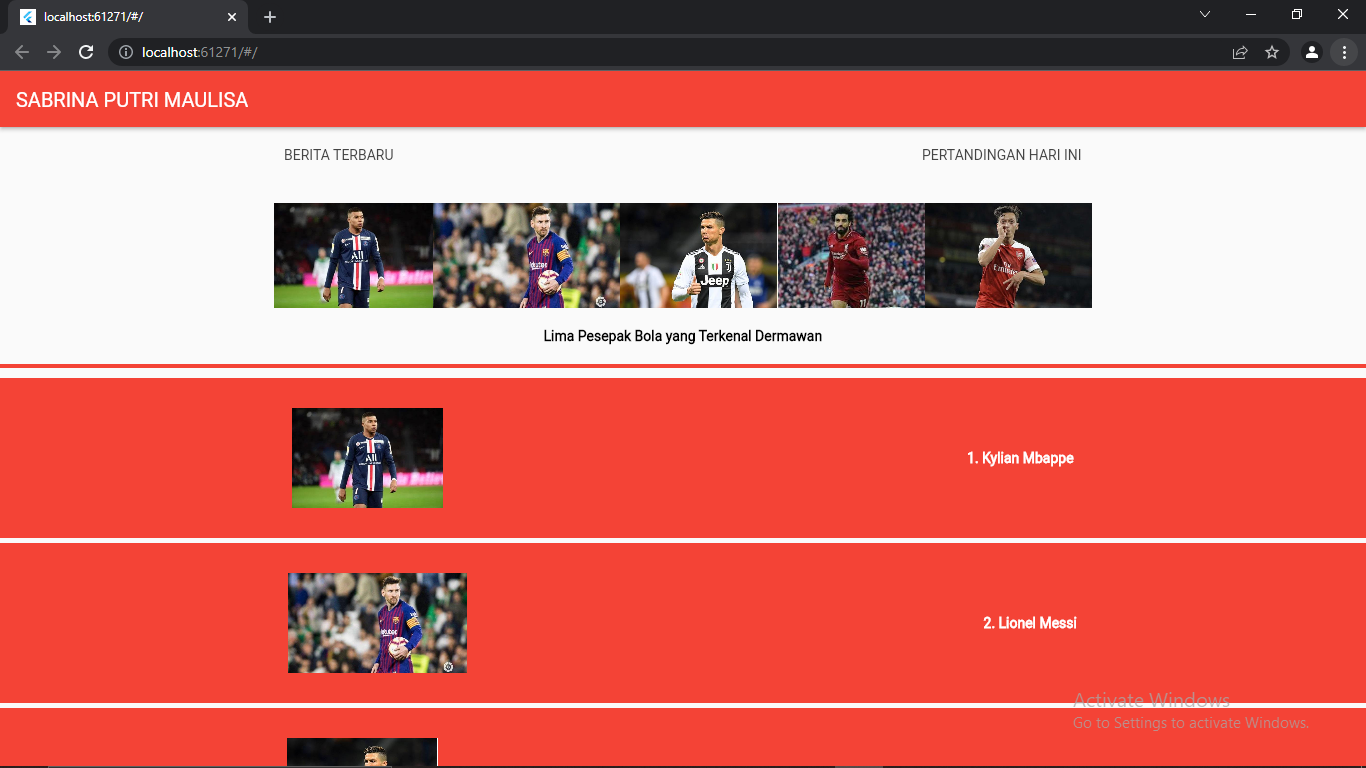 localhost:61271/#/
localhost:61271/#/
SABRINA PUTRI MAULISA
BERITA TERBARU
PERTANDINGAN HARI INI
Jeep
Lima Pesepak Bola yang Terkenal Dermawan
1. Kylian Mbappe
2. Lionel Messi
Activate Windows
Go to Settings to activate Windows.